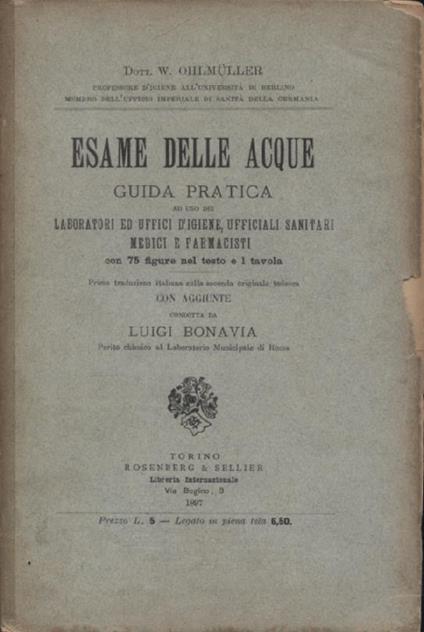 Dott. W. OHLMÜLLER
PROFESSORE D'IGIENE ALL'UNIVERSITÀ DI BERLINO
MEMBRO DELL'UFFIZIO IMPERIALE DI SANITÀ DELLA GERMANIA
ESAME DELLE ACQUE
GUIDA PRATICA
AD USO DEI
LABORATORI ED UFFICI D'IGIENE, UFFICIALI SANITARI
MEDICI E FARMACISTI
con 75 figure nel testo e 1 tavola
Prima traduzione italiana sulla seconda originale tedesca
CON AGGIUNTE
CONDOTTA DA
LUIGI BONAVIA
Perito chimico al Laboratorio Municipale di Roma
TORINO
ROSENBERG & SELLIER
Libreria Internazionale
Via Bogino, 3
1897
Prezzo L. 5 — Legato in piena tela 6,50.